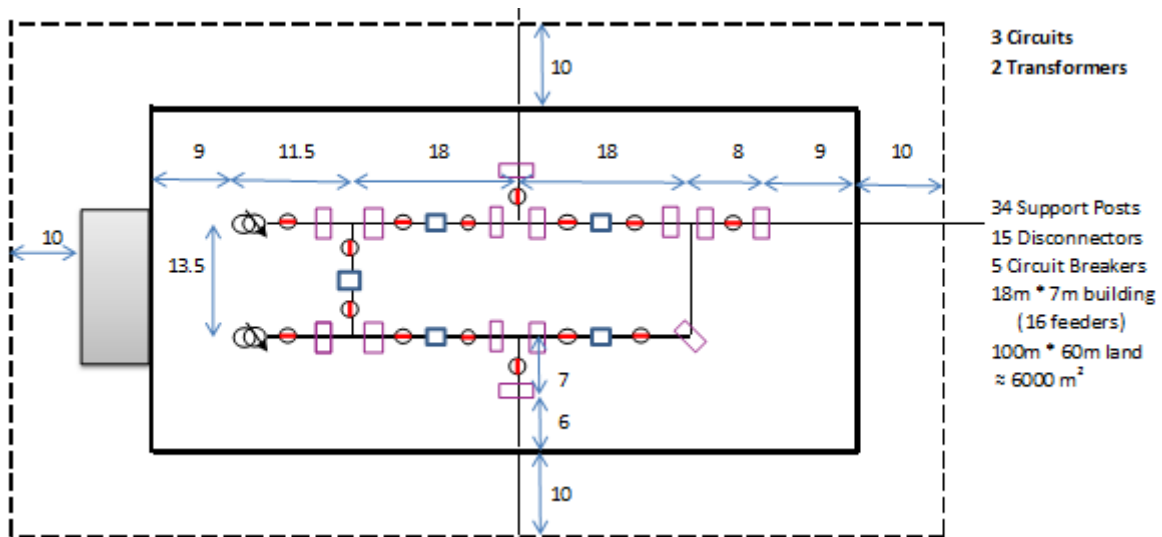 3 Circuits
2 Transformers
10
9
11.5
18
18
8
9
10
34 Support Posts
15 Disconnectors
5 Circuit Breakers
18m * 7m building
(16 feeders)
100m * 60m land
≈ 6000 m²
10
13.5
7
6
10